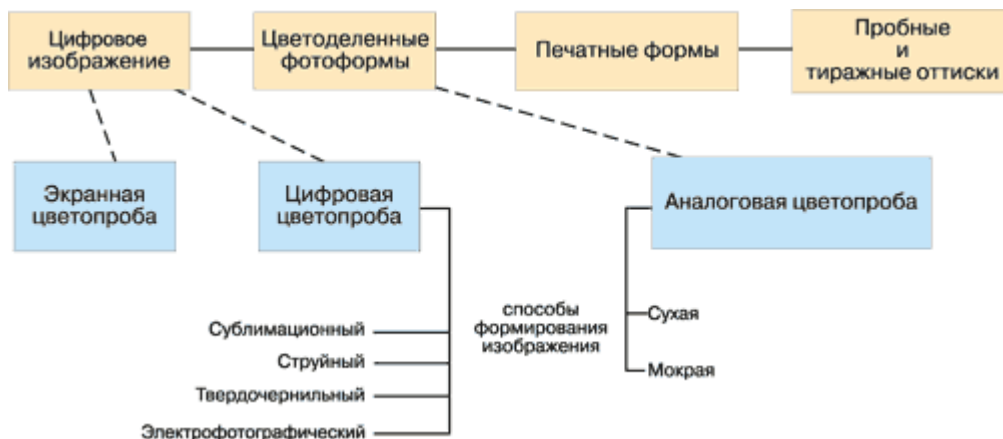 Цифровое
изображение
Цветоделенные
фотоформы
Печатные формы
Пробные
и
тиражные оттиски
Экранная
цветопроба
Цифровая
цветопроба
Аналоговая цветопроба
Сублимационный
Струйный
Твердочернильный
Электрофотографический
способы
формирования
изображения
Сухая
Мокрая